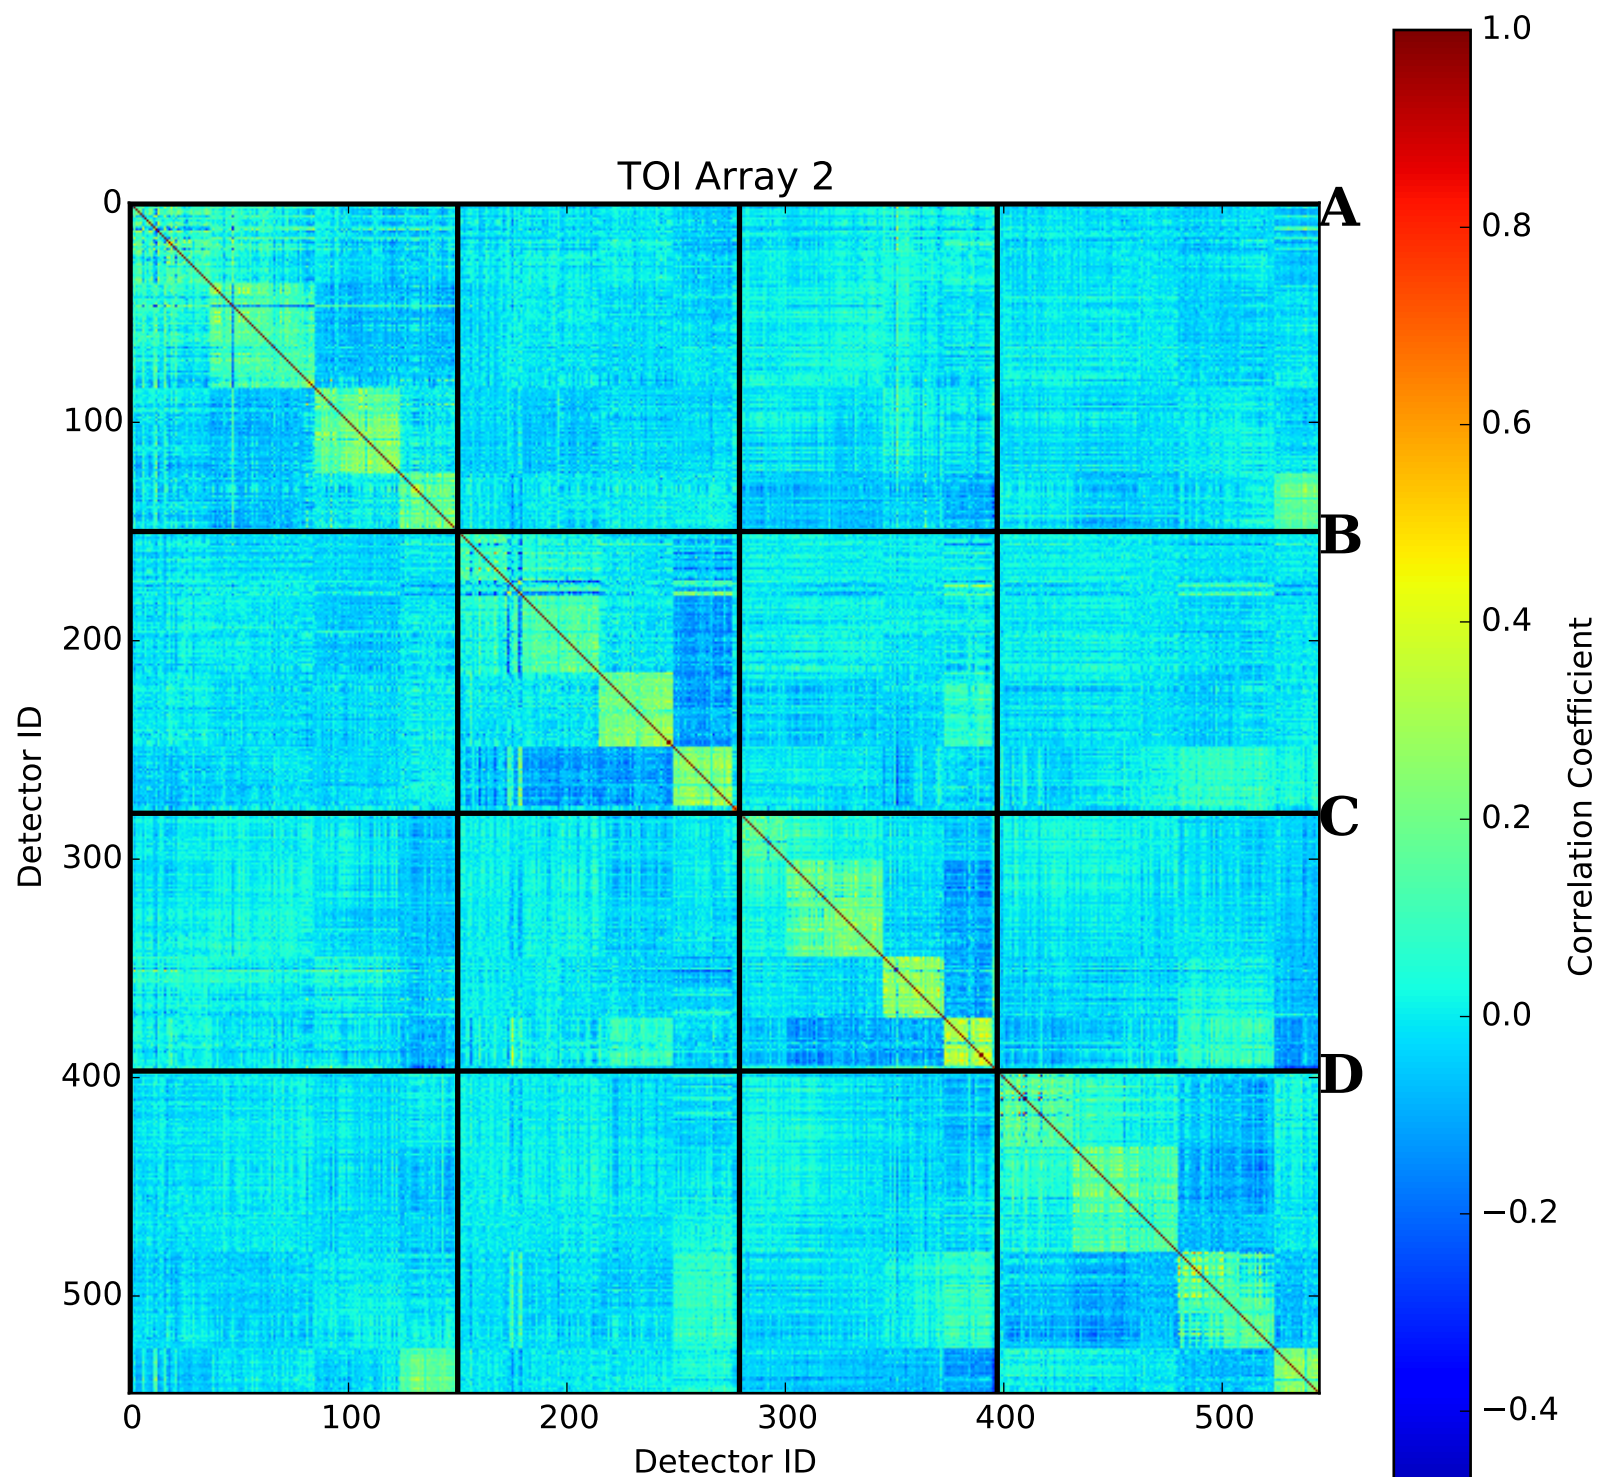 TOI Array 2
A
B
C
D
0
100
200
300
400
500
Detector ID
0
100
200
300
400
500
Detector ID
1.0
0.8
0.6
0.4
0.2
0.0
−0.2
−0.4
Correlation Coefficient